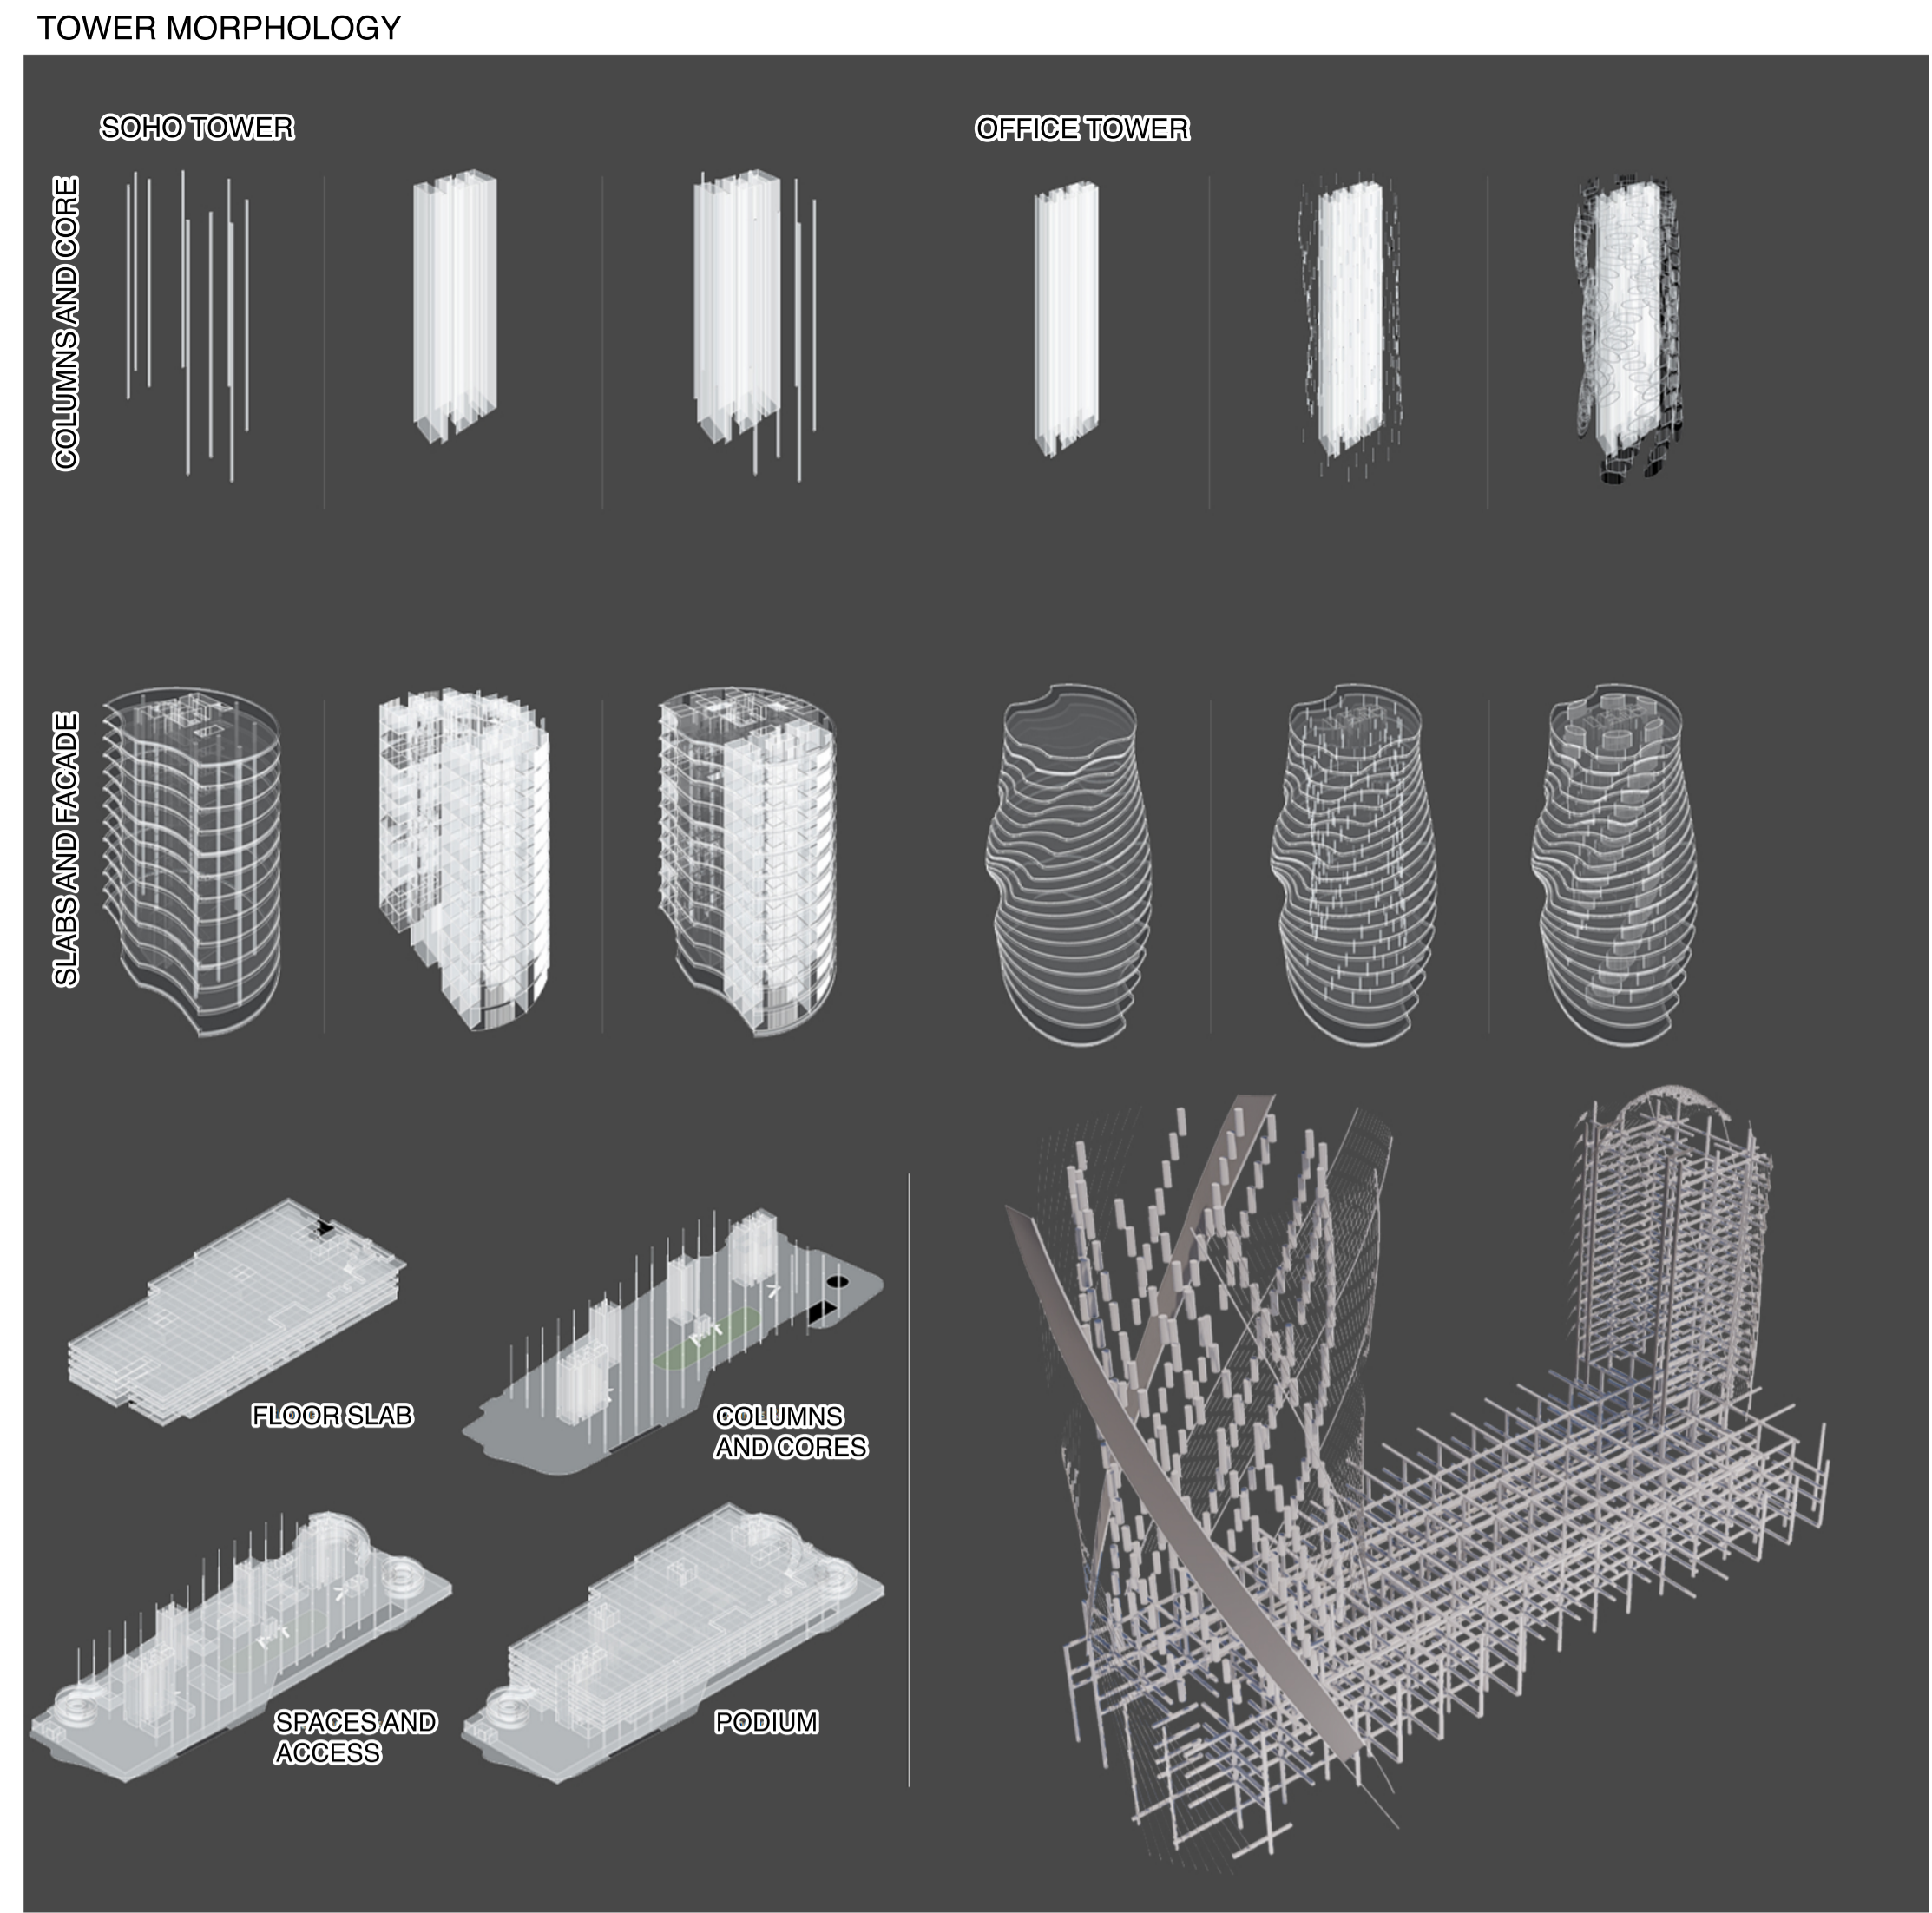 TOWER MORPHOLOGY
SOHO TOWER
OFFICE TOWER
COLUMNS AND CORE
SLABS AND FACADE
FLOOR SLAB
COLUMNS
AND CORES
SPACES AND
ACCESS
PODIUM